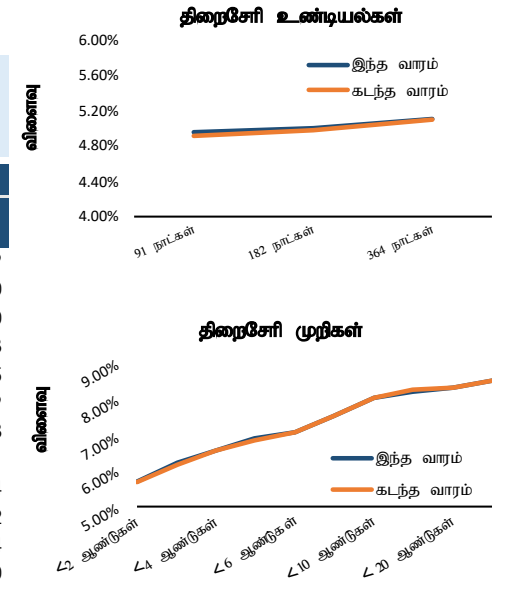 திறைசேரி உண்டியல்கள்
6.00%
5.60%
5.20%
4.80%
4.40%
4.00%
விளைவு
இந்த வாரம்
கடந்த வாரம்
91 நாட்கள்
182 நாட்கள்
364 நாட்கள்
திறைசேரி முறிகள்
9.00%
8.00%
7.00%
6.00%
5.00%
விளைவு
இந்த வாரம்
கடந்த வாரம்
<2 ஆண்டுகள்
<4 ஆண்டுகள்
<6 ஆண்டுகள்
<10 ஆண்டுகள்
<20 ஆண்டுகள்